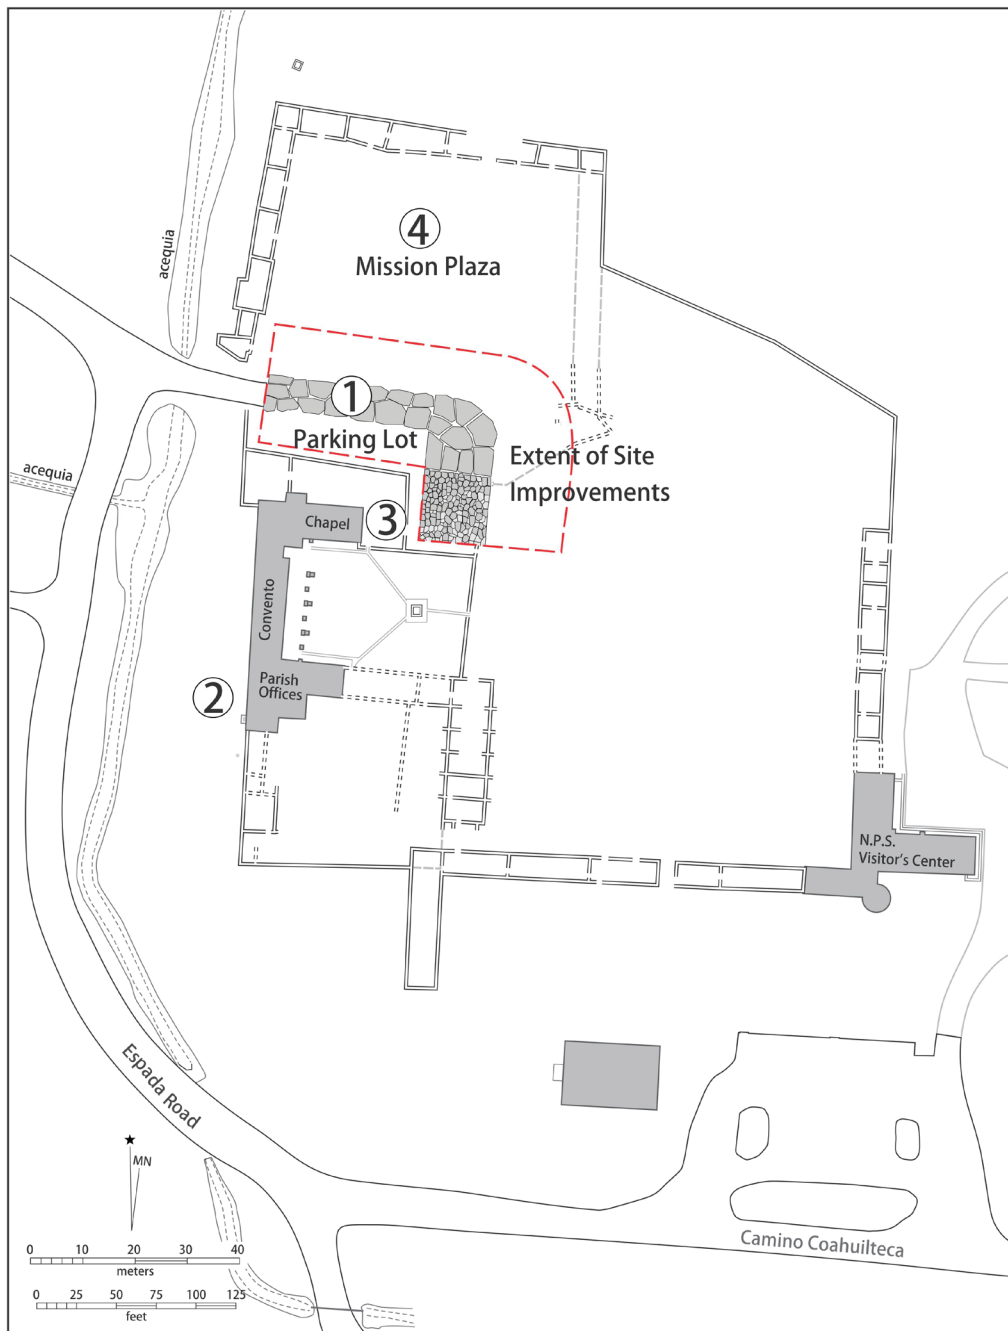 acequia
4
Mission Plaza
1
Parking Lot
Extent of Site
Improvements
acequia
Chapel
3
Convento
Parish
Offices
2
N.P.S.
Visitor's Center
Espada Road
MN
Camino Coahuilteca
0 10 20 30 40
meters
0 25 50 75 100 125
feet